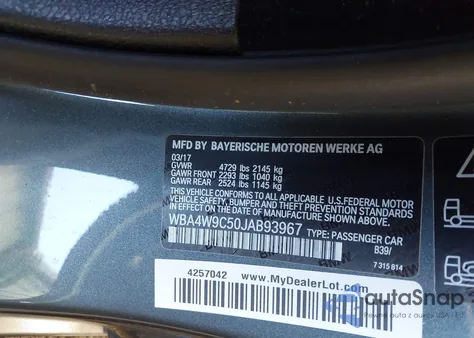 MFD BY BAYERISCHE MOTOREN WERKE AG
03/17
GVWR 4729 lbs 2145 kg
GAWR FRONT 2293 lbs 1040 kg
GAWR REAR 2524 lbs 1145 kg
THIS VEHICLE CONFORMS TO ALL APPLICABLE U.S.FEDERAL MOTOR
VEHICLE SAFETY, BUMPER, AND THEFT PREVENTION STANDARDS
IN EFFECT ON THE DATE OF MANUFACTURE SHOWN ABOVE.
WBA4W9C50JAB93967 TYPE: PASSENGER CAR
B39/
7 315 814
4257042 www.MyDealerLot.com
autoSnap